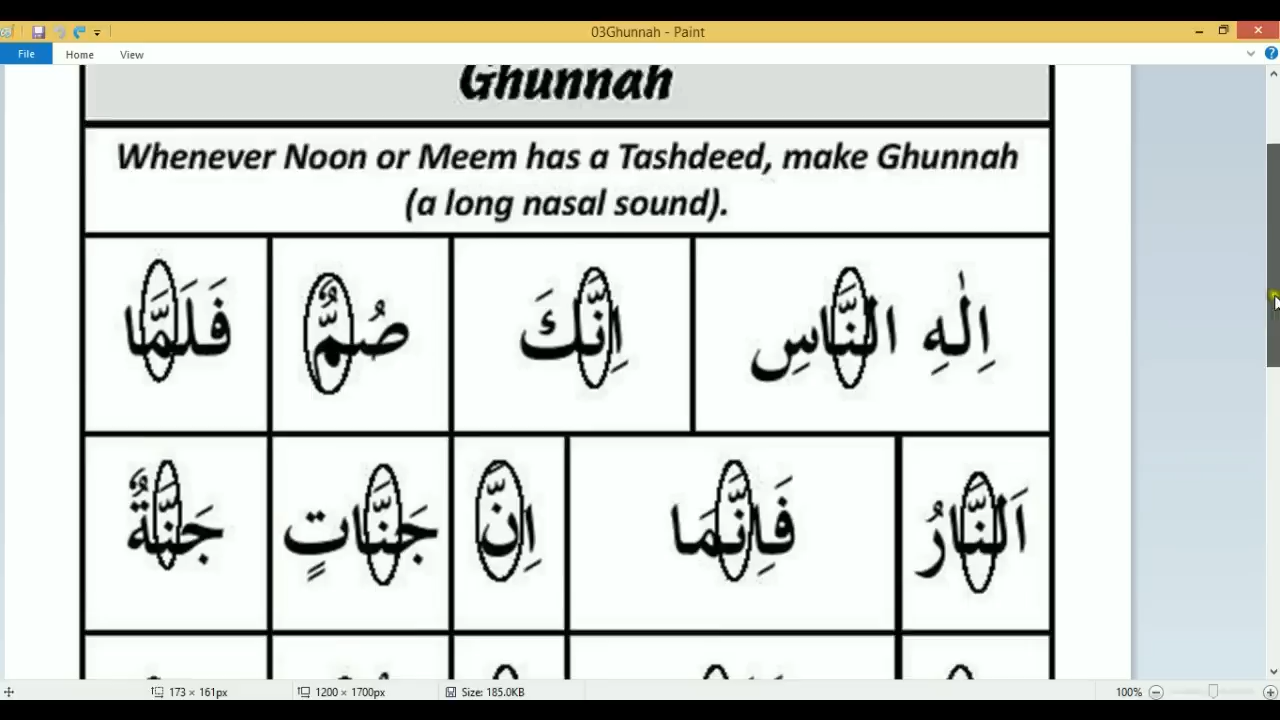 03Ghunnah - Paint
File Home View
Ghunnah
Whenever Noon or Meem has a Tashdeed, make Ghunnah
(a long nasal sound).
اِلٰهِ النَّاسِ اِنَّكَ صُمٌّ فَلَمَّا
اَلنَّارُ فَاِنَّمَا اِنَّ جَنَّاتٍ جَنَّةٌ
173 × 161px 1200 × 1700px Size: 185.0KB 100%